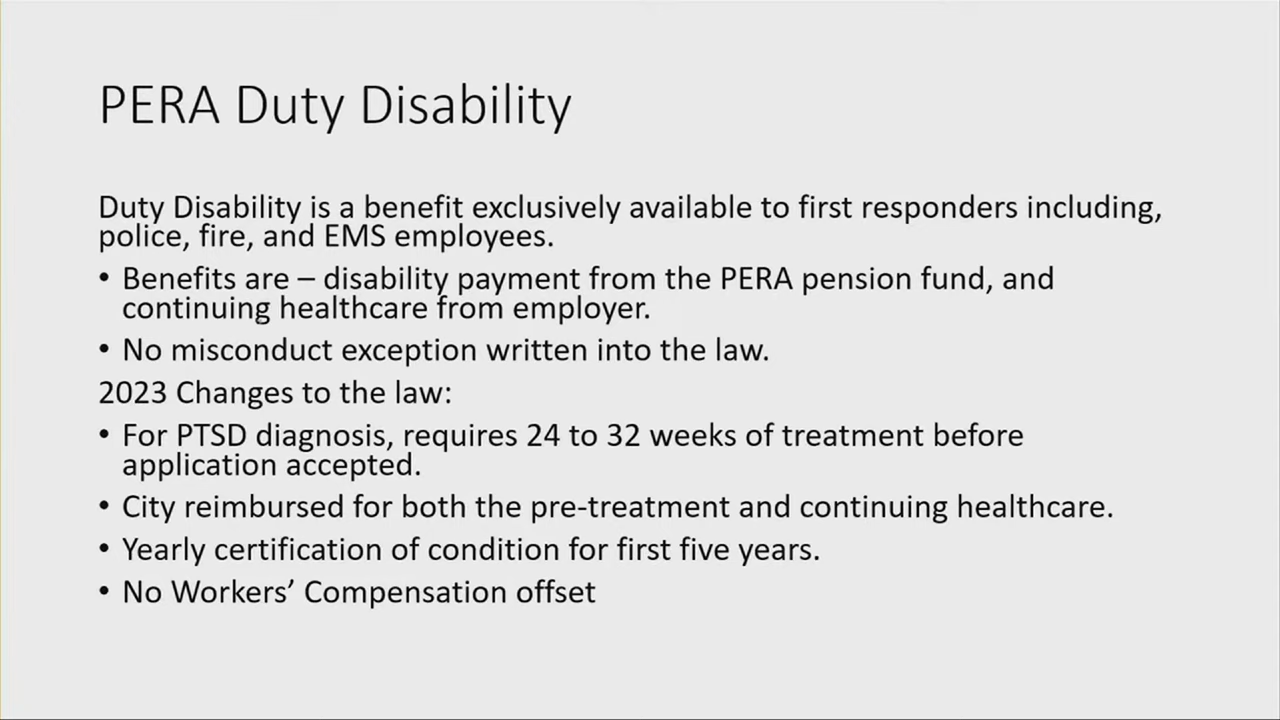 PERA Duty Disability
Duty Disability is a benefit exclusively available to first responders including,
police, fire, and EMS employees.
• Benefits are – disability payment from the PERA pension fund, and
continuing healthcare from employer.
• No misconduct exception written into the law.
2023 Changes to the law:
• For PTSD diagnosis, requires 24 to 32 weeks of treatment before
application accepted.
• City reimbursed for both the pre-treatment and continuing healthcare.
• Yearly certification of condition for first five years.
• No Workers’ Compensation offset